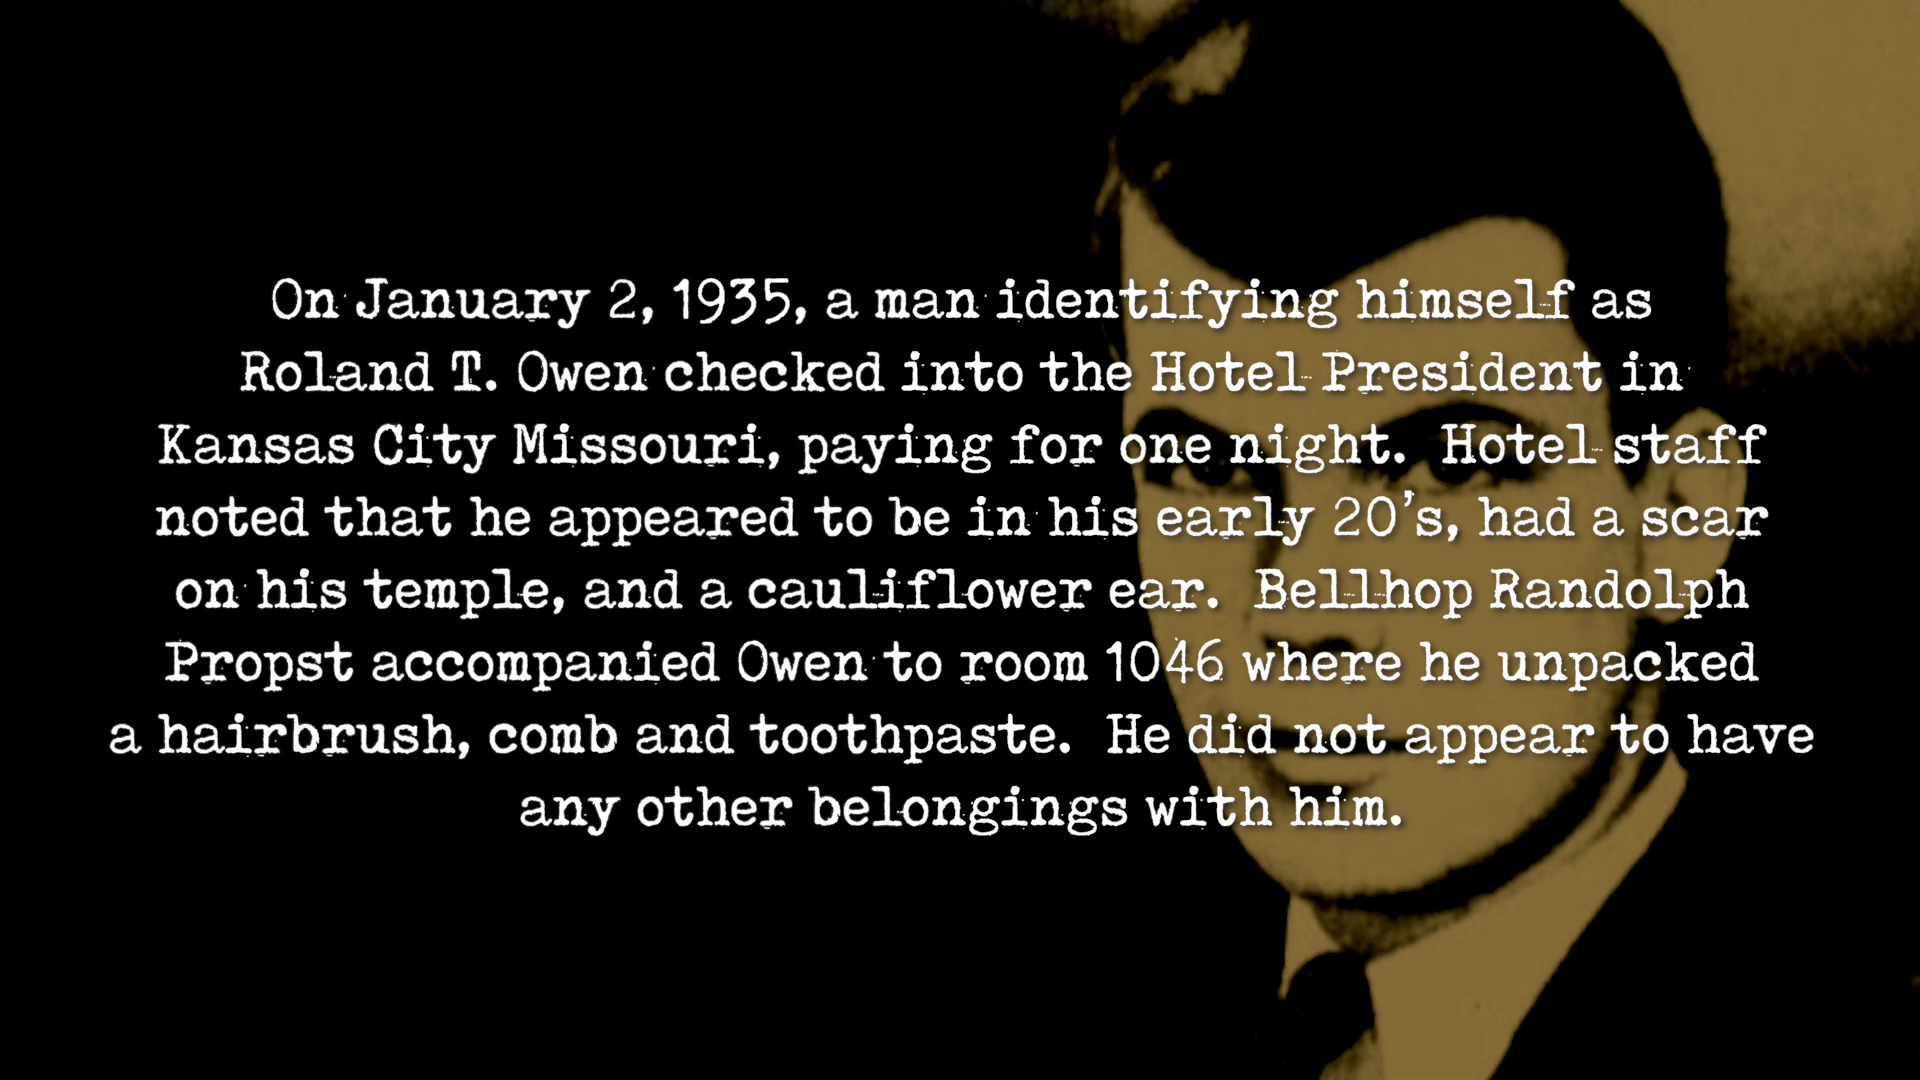 On January 2, 1935, a man identifying himself as
Roland T. Owen checked into the Hotel President in
Kansas City Missouri, paying for one night.  Hotel staff
noted that he appeared to be in his early 20's, had a scar
on his temple, and a cauliflower ear.  Bellhop Randolph
Propst accompanied Owen to room 1046 where he unpacked
a hairbrush, comb and toothpaste.  He did not appear to have
any other belongings with him.